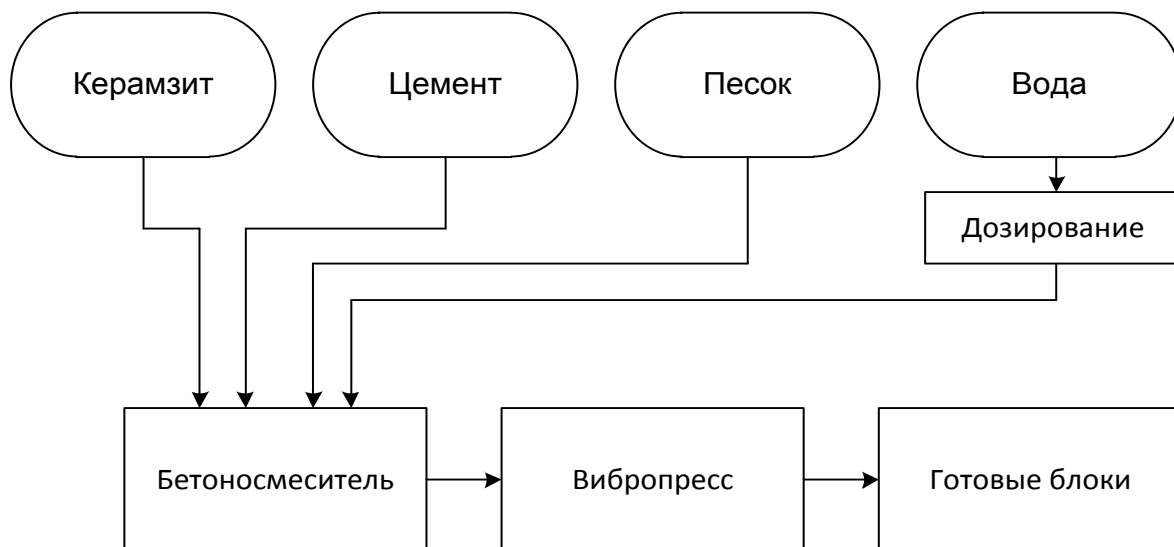 Керамзит
Цемент
Песок
Вода
Дозирование
Бетоносмеситель
Вибропресс
Готовые блоки